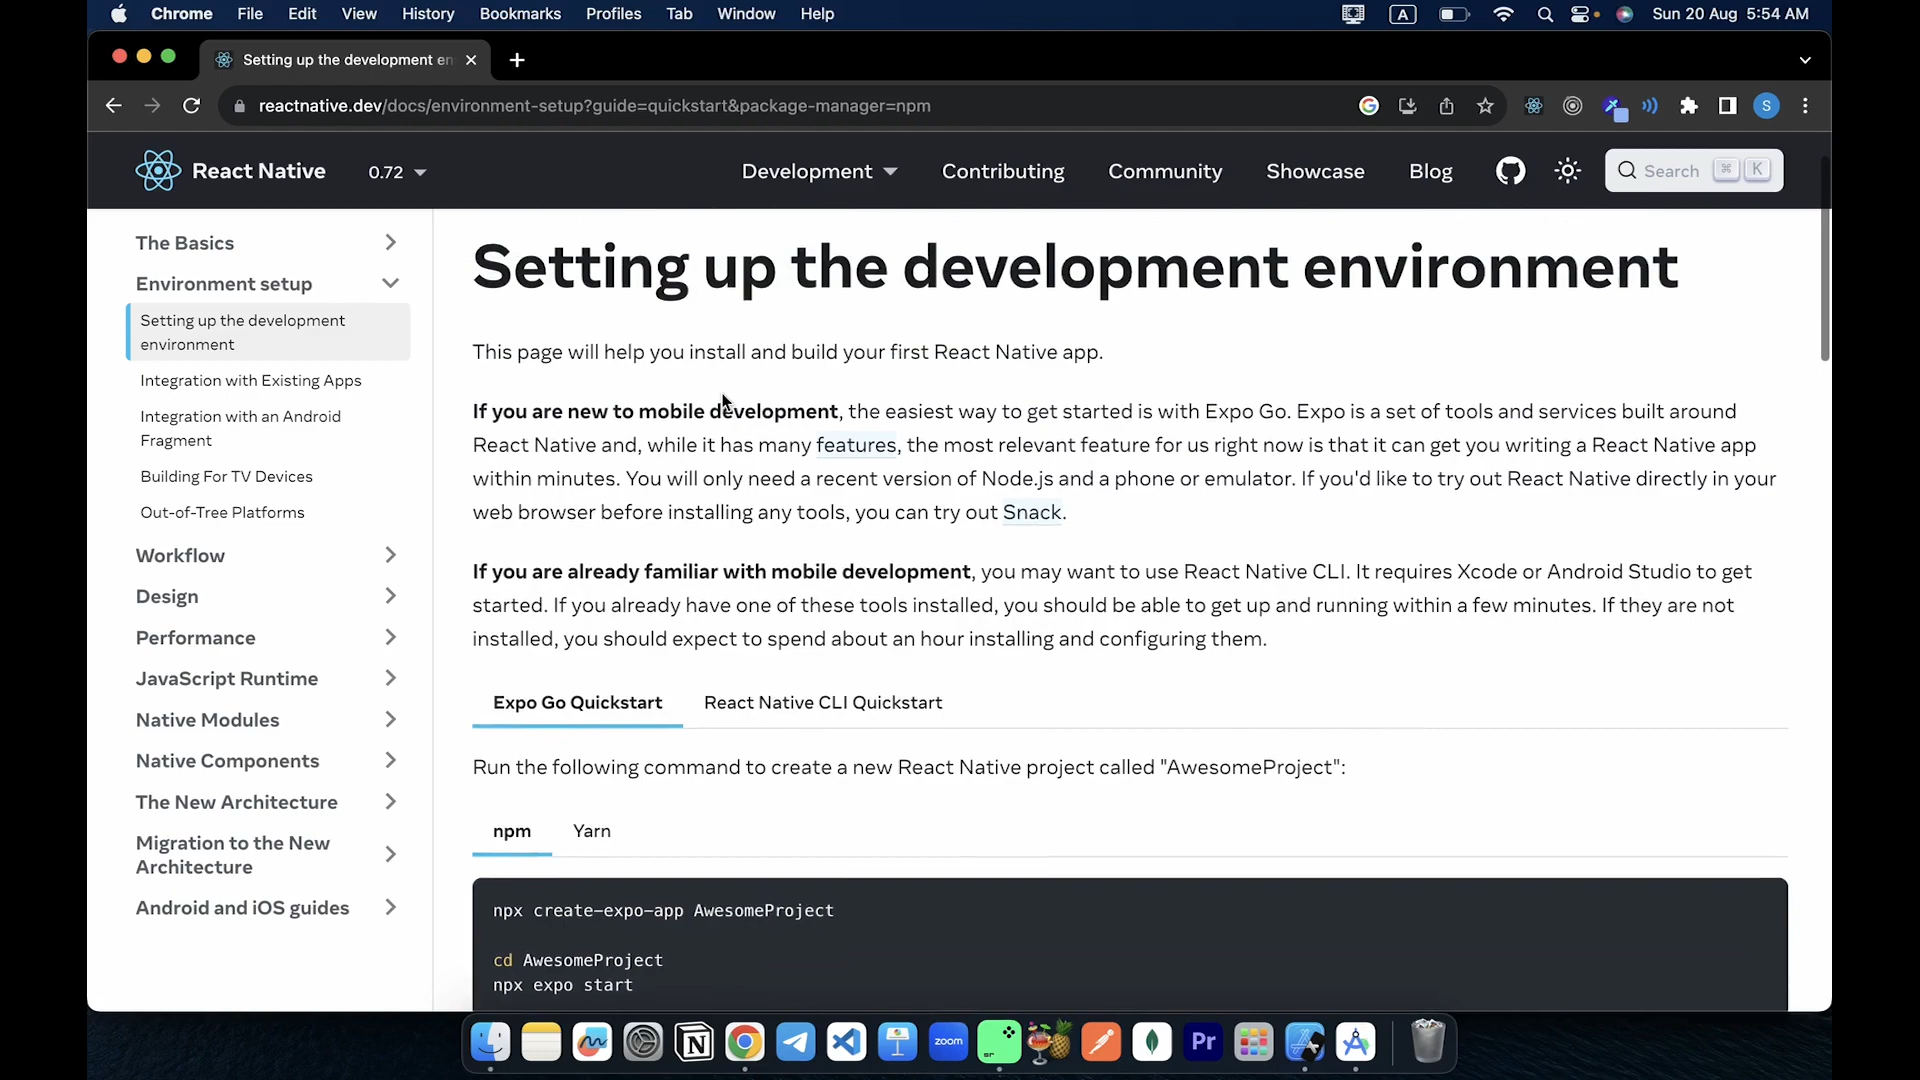 Chrome File Edit View History Bookmarks Profiles Tab Window Help A Sun 20 Aug 5:54 AM
Setting up the development en
reactnative.dev/docs/environment-setup?guide=quickstart&package-manager=npm S
React Native 0.72 Development Contributing Community Showcase Blog Search ⌘ K
The Basics
Environment setup
Setting up the development
environment
Integration with Existing Apps
Integration with an Android
Fragment
Building For TV Devices
Out-of-Tree Platforms
Workflow
Design
Performance
JavaScript Runtime
Native Modules
Native Components
The New Architecture
Migration to the New
Architecture
Android and iOS guides
Setting up the development environment
This page will help you install and build your first React Native app.
If you are new to mobile development, the easiest way to get started is with Expo Go. Expo is a set of tools and services built around
React Native and, while it has many features, the most relevant feature for us right now is that it can get you writing a React Native app
within minutes. You will only need a recent version of Node.js and a phone or emulator. If you'd like to try out React Native directly in your
web browser before installing any tools, you can try out Snack.
If you are already familiar with mobile development, you may want to use React Native CLI. It requires Xcode or Android Studio to get
started. If you already have one of these tools installed, you should be able to get up and running within a few minutes. If they are not
installed, you should expect to spend about an hour installing and configuring them.
Expo Go Quickstart React Native CLI Quickstart
Run the following command to create a new React Native project called "AwesomeProject":
npm Yarn
npx create-expo-app AwesomeProject
cd AwesomeProject
npx expo start
zoom sr Pr